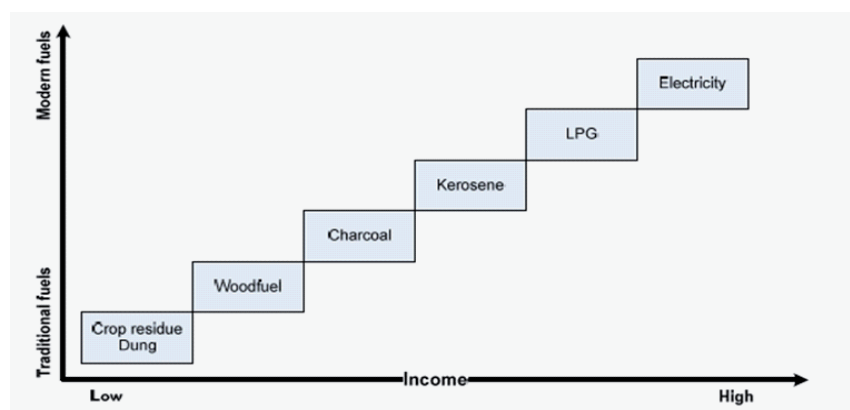 Modern fuels
Electricity
LPG
Kerosene
Charcoal
Woodfuel
Traditional fuels
Crop residue
Dung
Income
Low
High